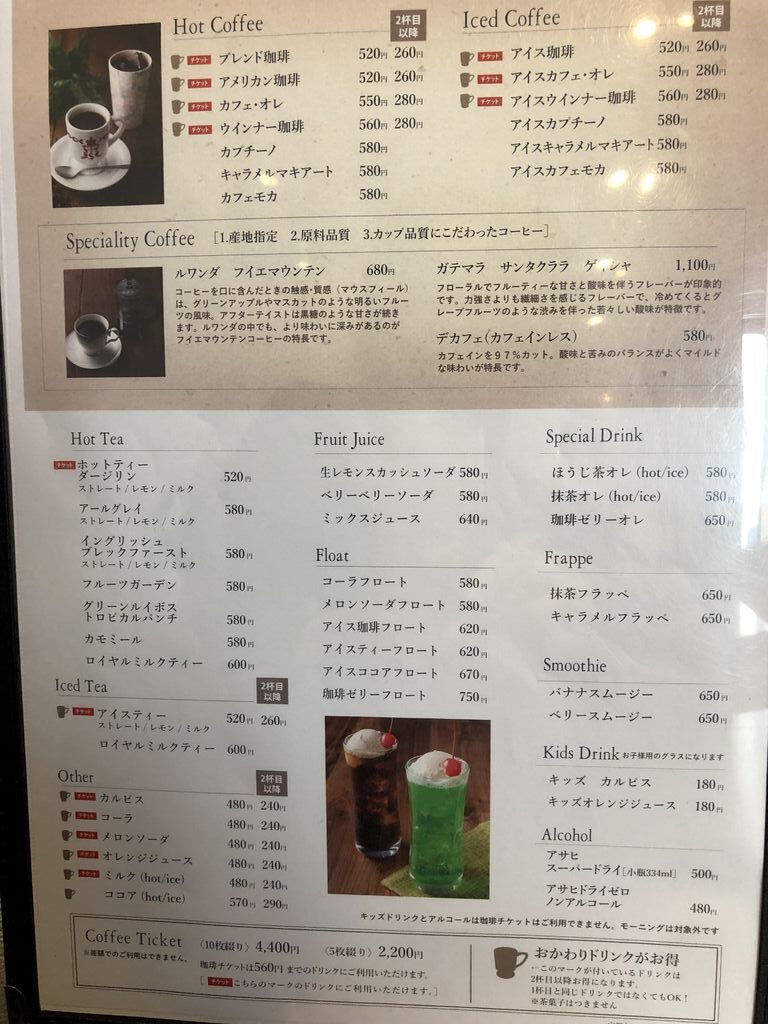 Hot Coffee 2杯目以降
チケット ブレンド珈琲 520円 260円
チケット アメリカン珈琲 520円 260円
チケット カフェ・オレ 550円 280円
チケット ウインナー珈琲 560円 280円
カプチーノ 580円
キャラメルマキアート 580円
カフェモカ 580円
Iced Coffee 2杯目以降
チケット アイス珈琲 520円 260円
チケット アイスカフェ・オレ 550円 280円
チケット アイスウインナー珈琲 560円 280円
アイスカプチーノ 580円
アイスキャラメルマキアート 580円
アイスカフェモカ 580円
Speciality Coffee [1.産地指定 2.原料品質 3.カップ品質にこだわったコーヒー]
ルワンダ フイエマウンテン 680円
コーヒーを口に含んだときの触感・質感（マウスフィール）
は、グリーンアップルやマスカットのような明るいフルー
ツの風味。アフターテイストは黒糖のような甘さが続き
ます。ルワンダの中でも、より味わいに深みがあるのが
フイエマウンテンコーヒーの特長です。
ガテマラ サンタクララ ゲイシャ 1,100円
フローラルでフルーティーな甘さと酸味を伴うフレーバーが印象的
です。力強さよりも繊細さを感じるフレーバーで、冷めてくるとグ
レープフルーツのような渋みを伴った若々しい酸味が特徴です。
デカフェ（カフェインレス） 580円
カフェインを97%カット。酸味と苦みのバランスがよくマイルド
な味わいが特長です。
Hot Tea
チケット ホットティー
ダージリン 520円
ストレート / レモン / ミルク
アールグレイ 580円
ストレート / レモン / ミルク
イングリッシュ
ブレックファースト 580円
ストレート / レモン / ミルク
フルーツガーデン 580円
グリーンルイボス
トロピカルパンチ 580円
カモミール 580円
ロイヤルミルクティー 600円
Iced Tea 2杯目以降
チケット アイスティー 520円 260円
ストレート / レモン / ミルク
ロイヤルミルクティー 600円
Other 2杯目以降
チケット カルピス 480円 240円
チケット コーラ 480円 240円
チケット メロンソーダ 480円 240円
チケット オレンジジュース 480円 240円
チケット ミルク (hot/ice) 480円 240円
ココア (hot/ice) 570円 290円
Fruit Juice
生レモンスカッシュソーダ 580円
ベリーベリーソーダ 580円
ミックスジュース 640円
Float
コーラフロート 580円
メロンソーダフロート 580円
アイス珈琲フロート 620円
アイスティーフロート 620円
アイスココアフロート 670円
珈琲ゼリーフロート 750円
Special Drink
ほうじ茶オレ (hot/ice) 580円
抹茶オレ (hot/ice) 580円
珈琲ゼリーオレ 650円
Frappe
抹茶フラッペ 650円
キャラメルフラッペ 650円
Smoothie
バナナスムージー 650円
ベリースムージー 650円
Kids Drink お子様用のグラスになります
キッズ カルピス 180円
キッズオレンジジュース 180円
Alcohol
アサヒ
スーパードライ[小瓶334ml] 500円
アサヒドライゼロ
ノンアルコール 480円
キッズドリンクとアルコールは珈琲チケットはご利用できません。モーニングは対象外です
Coffee Ticket 〈10枚綴り〉4,400円 〈5枚綴り〉2,200円
※差額でのご利用はできません。
珈琲チケットは560円までのドリンクにご利用いただけます。
[ チケット こちらのマークのドリンクにご利用いただけます。]
おかわりドリンクがお得
←このマークが付いているドリンクは
2杯目以降お得になります。
1杯目と同じドリンクではなくてもOK！
※茶菓子はつきません